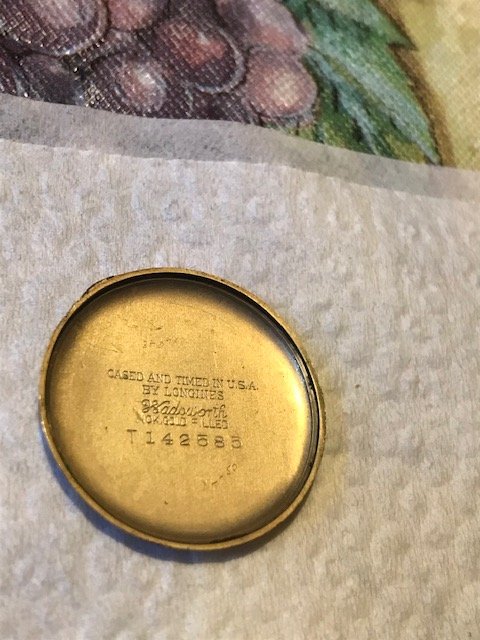 CASED AND TIMED IN U.S.A.
BY LONGINES
Wadsworth
10K GOLD FILLED
T142585